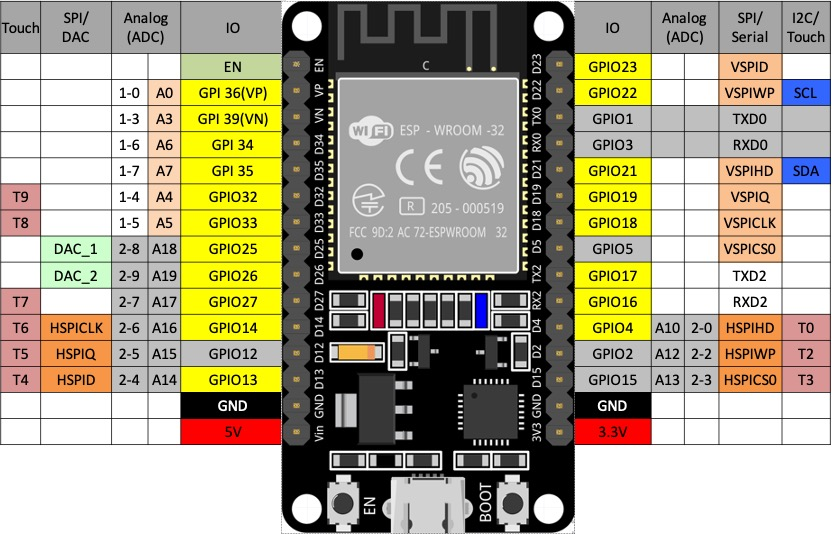 Touch SPI/ DAC Analog (ADC) IO
EN
1-0 A0 GPI 36(VP)
1-3 A3 GPI 39(VN)
1-6 A6 GPI 34
1-7 A7 GPI 35
T9 1-4 A4 GPIO32
T8 1-5 A5 GPIO33
DAC_1 2-8 A18 GPIO25
DAC_2 2-9 A19 GPIO26
T7 2-7 A17 GPIO27
T6 HSPICLK 2-6 A16 GPIO14
T5 HSPIQ 2-5 A15 GPIO12
T4 HSPID 2-4 A14 GPIO13
GND
5V
EN
VP
VN
D34
D35
D32
D33
D25
D26
D27
D14
D12
D13
GND
Vin
C
WiFi ESP - WROOM -32
CE
R 205 - 000519
FCC 9D:2 AC 72-ESPWROOM 32
EN
BOOT
D23
D22
TX0
RX0
D21
D19
D18
D5
TX2
RX2
D4
D2
D15
GND
3V3
IO Analog (ADC) SPI/ Serial I2C/ Touch
GPIO23 VSPID
GPIO22 VSPIWP SCL
GPIO1 TXD0
GPIO3 RXD0
GPIO21 VSPIHD SDA
GPIO19 VSPIQ
GPIO18 VSPICLK
GPIO5 VSPICS0
GPIO17 TXD2
GPIO16 RXD2
GPIO4 A10 2-0 HSPIHD T0
GPIO2 A12 2-2 HSPIWP T2
GPIO15 A13 2-3 HSPICS0 T3
GND
3.3V